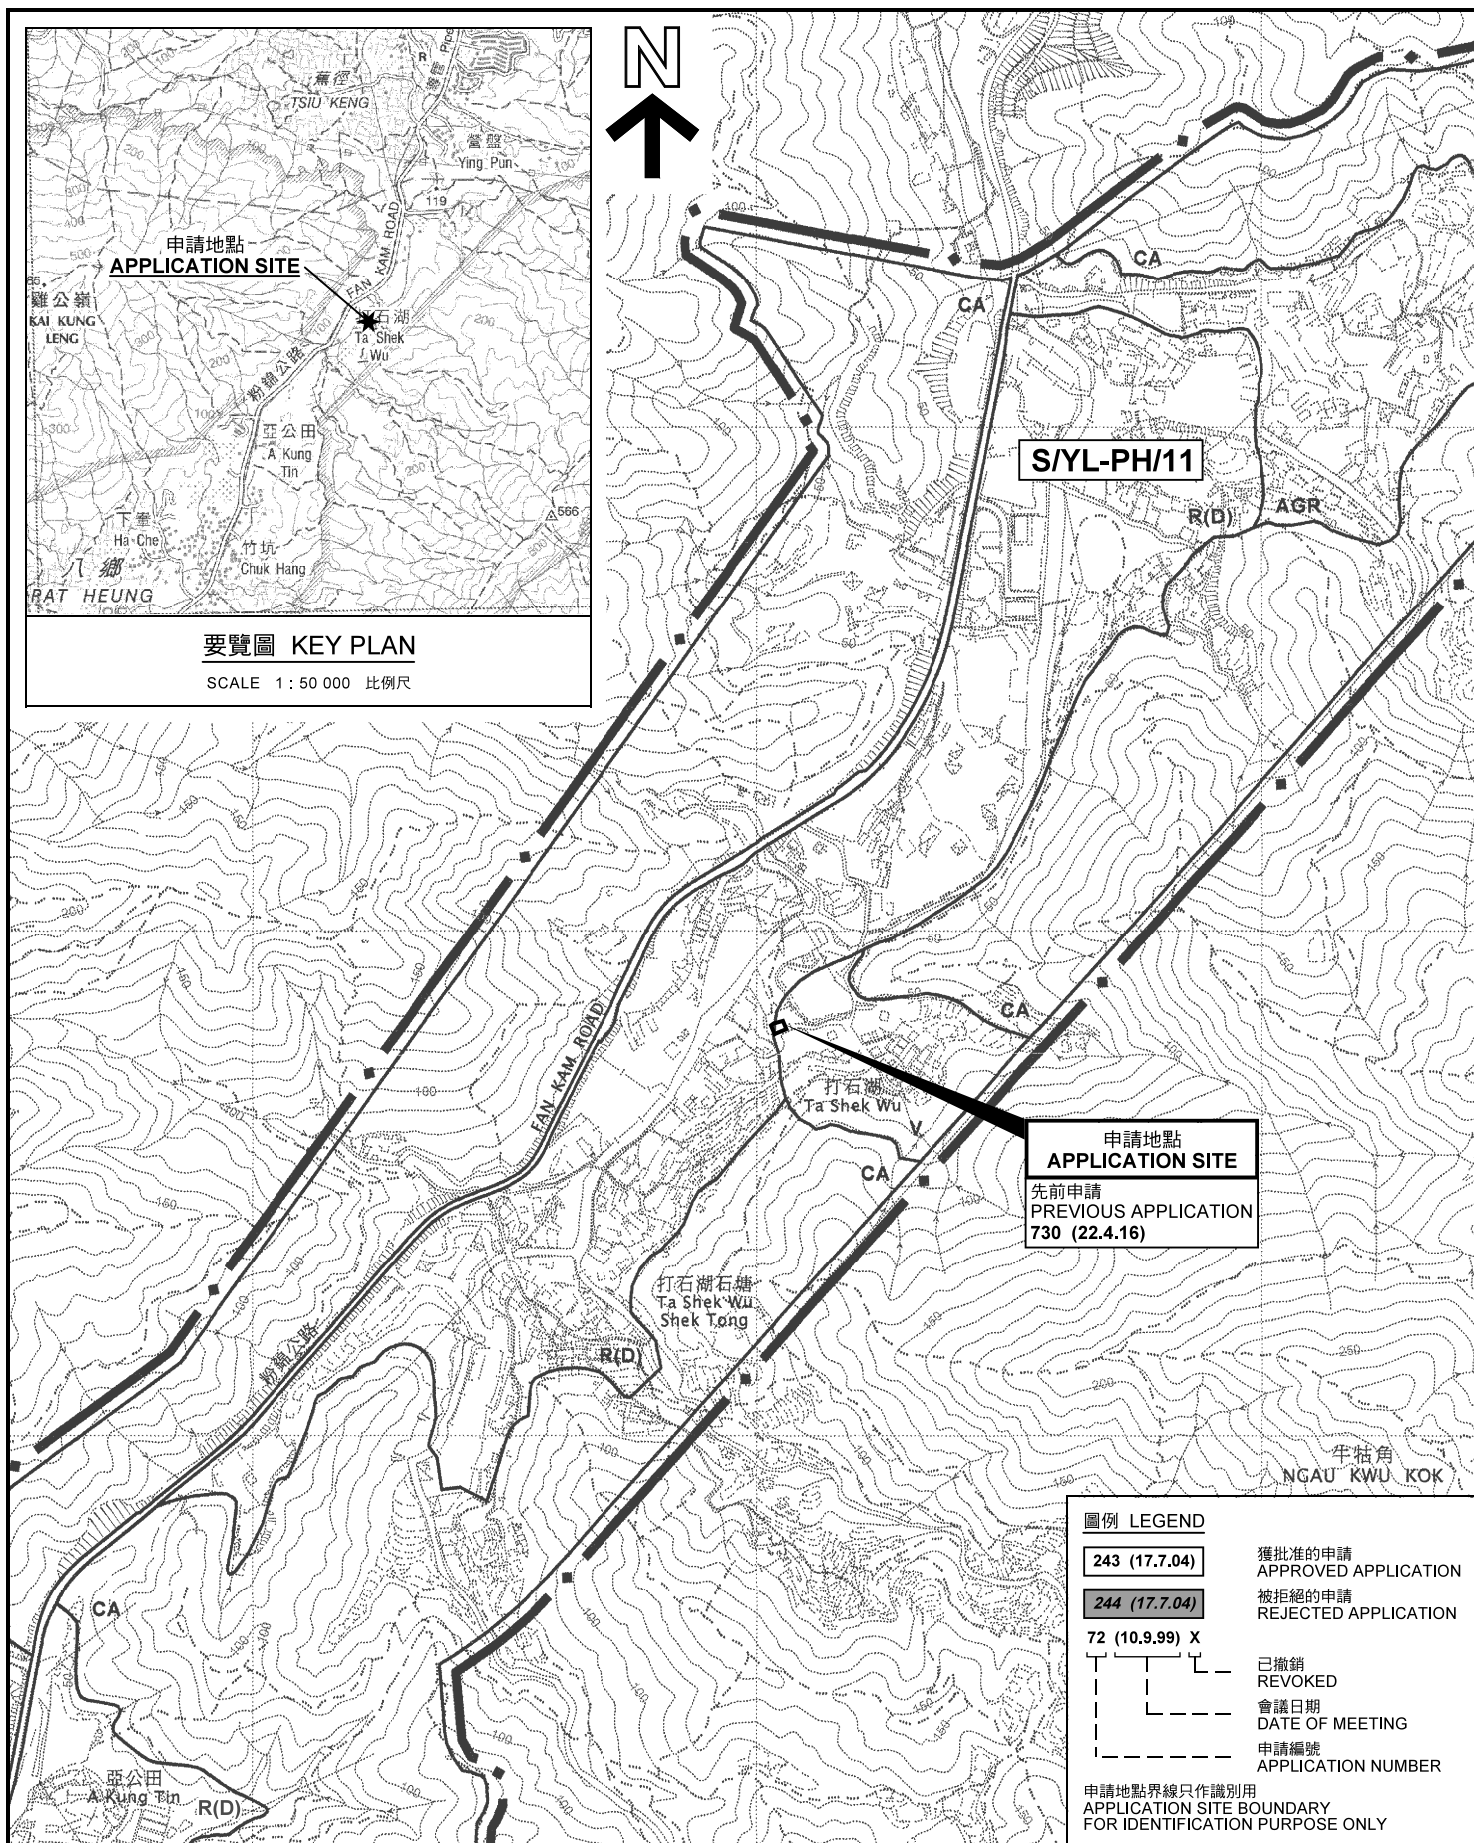 N
蕉徑
TSIU KENG
R
營盤
Ying Pun
119
申請地點
APPLICATION SITE
FAN KAM ROAD
雞公嶺
KAI KUNG
LENG
Ta Shek
Wu
粉錦公路
亞公田
A Kung
Tin
566
下輋
Ha Che
竹坑
Chuk Hang
八鄉
PAT HEUNG
要覽圖 KEY PLAN
SCALE 1 : 50 000 比例尺
CA
CA
S/YL-PH/11
R(D)
AGR
FAN KAM ROAD
CA
打石湖
Ta Shek Wu
V
CA
申請地點
APPLICATION SITE
先前申請
PREVIOUS APPLICATION
730 (22.4.16)
打石湖石塘
Ta Shek Wu
Shek Tong
粉錦公路
R(D)
牛牯角
NGAU KWU KOK
CA
亞公田
A Kung Tin
R(D)
圖例 LEGEND
243 (17.7.04)
獲批准的申請
APPROVED APPLICATION
244 (17.7.04)
被拒絕的申請
REJECTED APPLICATION
72 (10.9.99) X
已撤銷
REVOKED
會議日期
DATE OF MEETING
申請編號
APPLICATION NUMBER
申請地點界線只作識別用
APPLICATION SITE BOUNDARY
FOR IDENTIFICATION PURPOSE ONLY